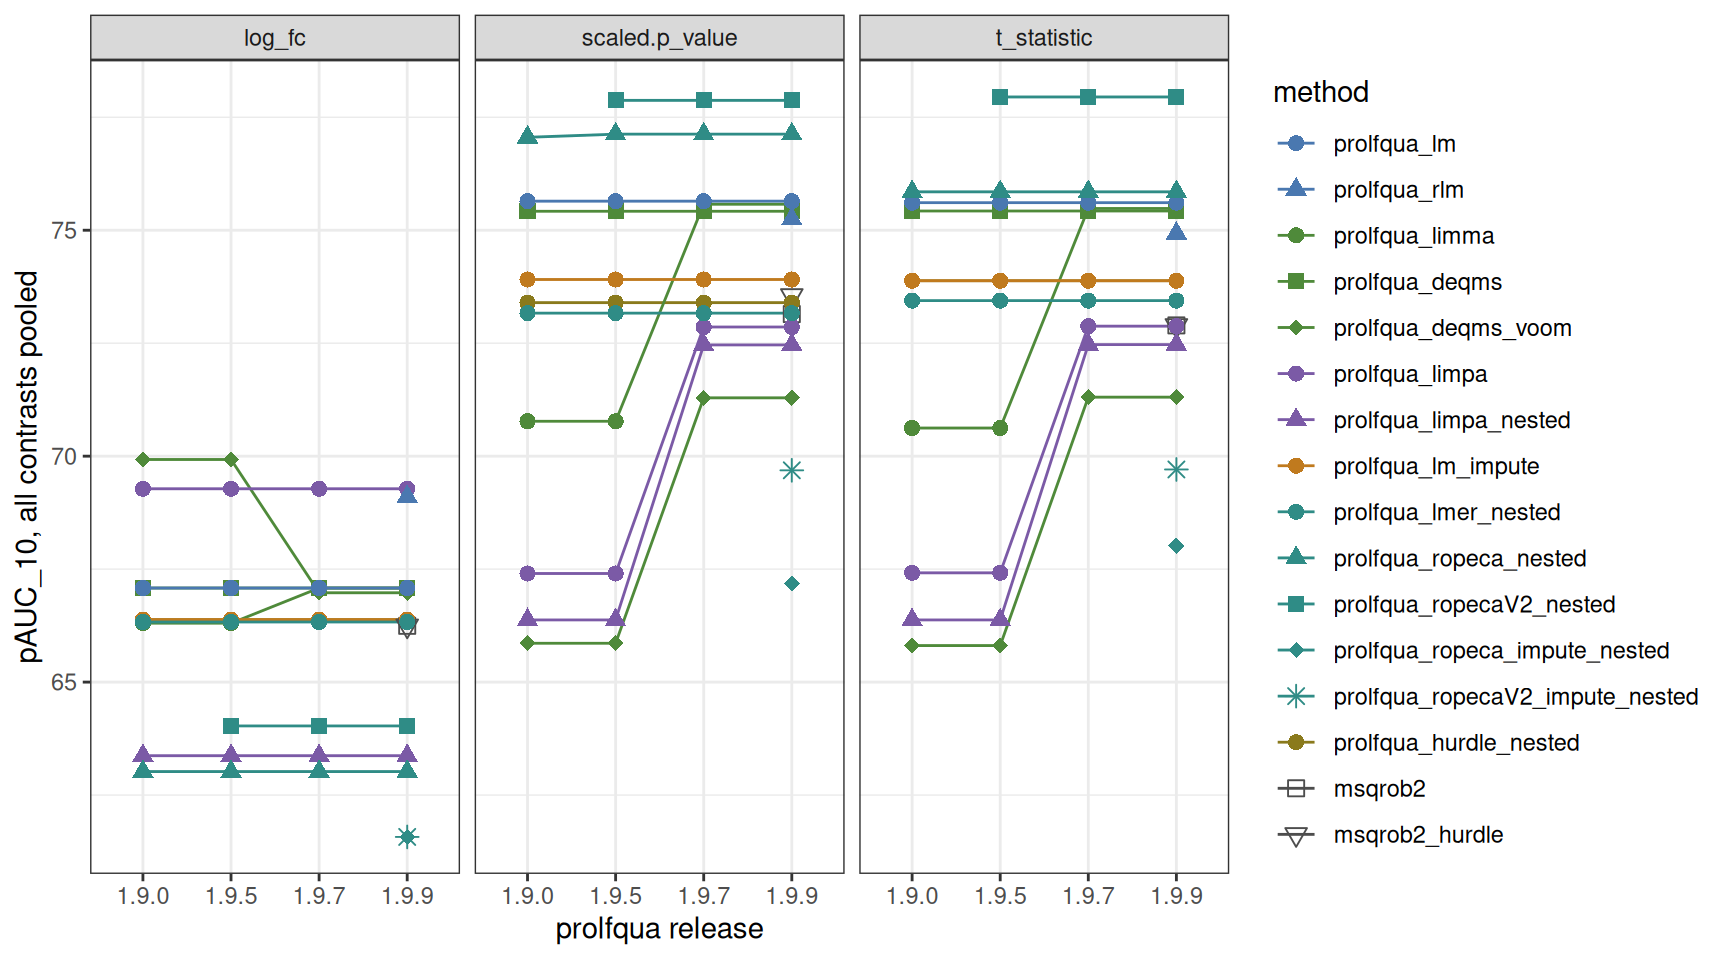 log_fc
scaled.p_value
t_statistic
pAUC_10, all contrasts pooled
75
70
65
1.9.0 1.9.5 1.9.7 1.9.9
1.9.0 1.9.5 1.9.7 1.9.9
1.9.0 1.9.5 1.9.7 1.9.9
prolfqua release
method
prolfqua_lm
prolfqua_rlm
prolfqua_limma
prolfqua_deqms
prolfqua_deqms_voom
prolfqua_limpa
prolfqua_limpa_nested
prolfqua_lm_impute
prolfqua_lmer_nested
prolfqua_ropeca_nested
prolfqua_ropecaV2_nested
prolfqua_ropeca_impute_nested
prolfqua_ropecaV2_impute_nested
prolfqua_hurdle_nested
msqrob2
msqrob2_hurdle